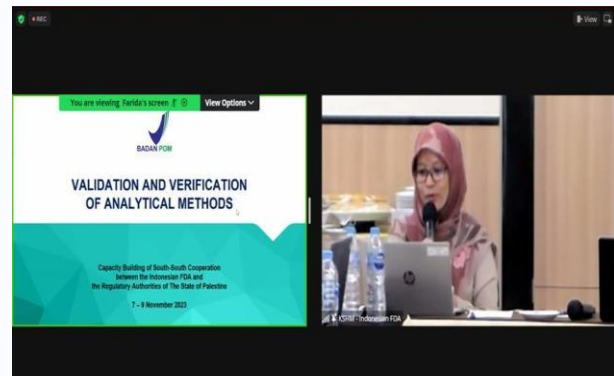 REC
View
You are viewing Farida's screen
View Options
BADAN POM
VALIDATION AND VERIFICATION
OF ANALYTICAL METHODS
Capacity Building of South-South Cooperation
between the Indonesian FDA and
the Regulatory Authorities of The State of Palestine
7 – 9 November 2023
hp
KSHM - Indonesian FDA